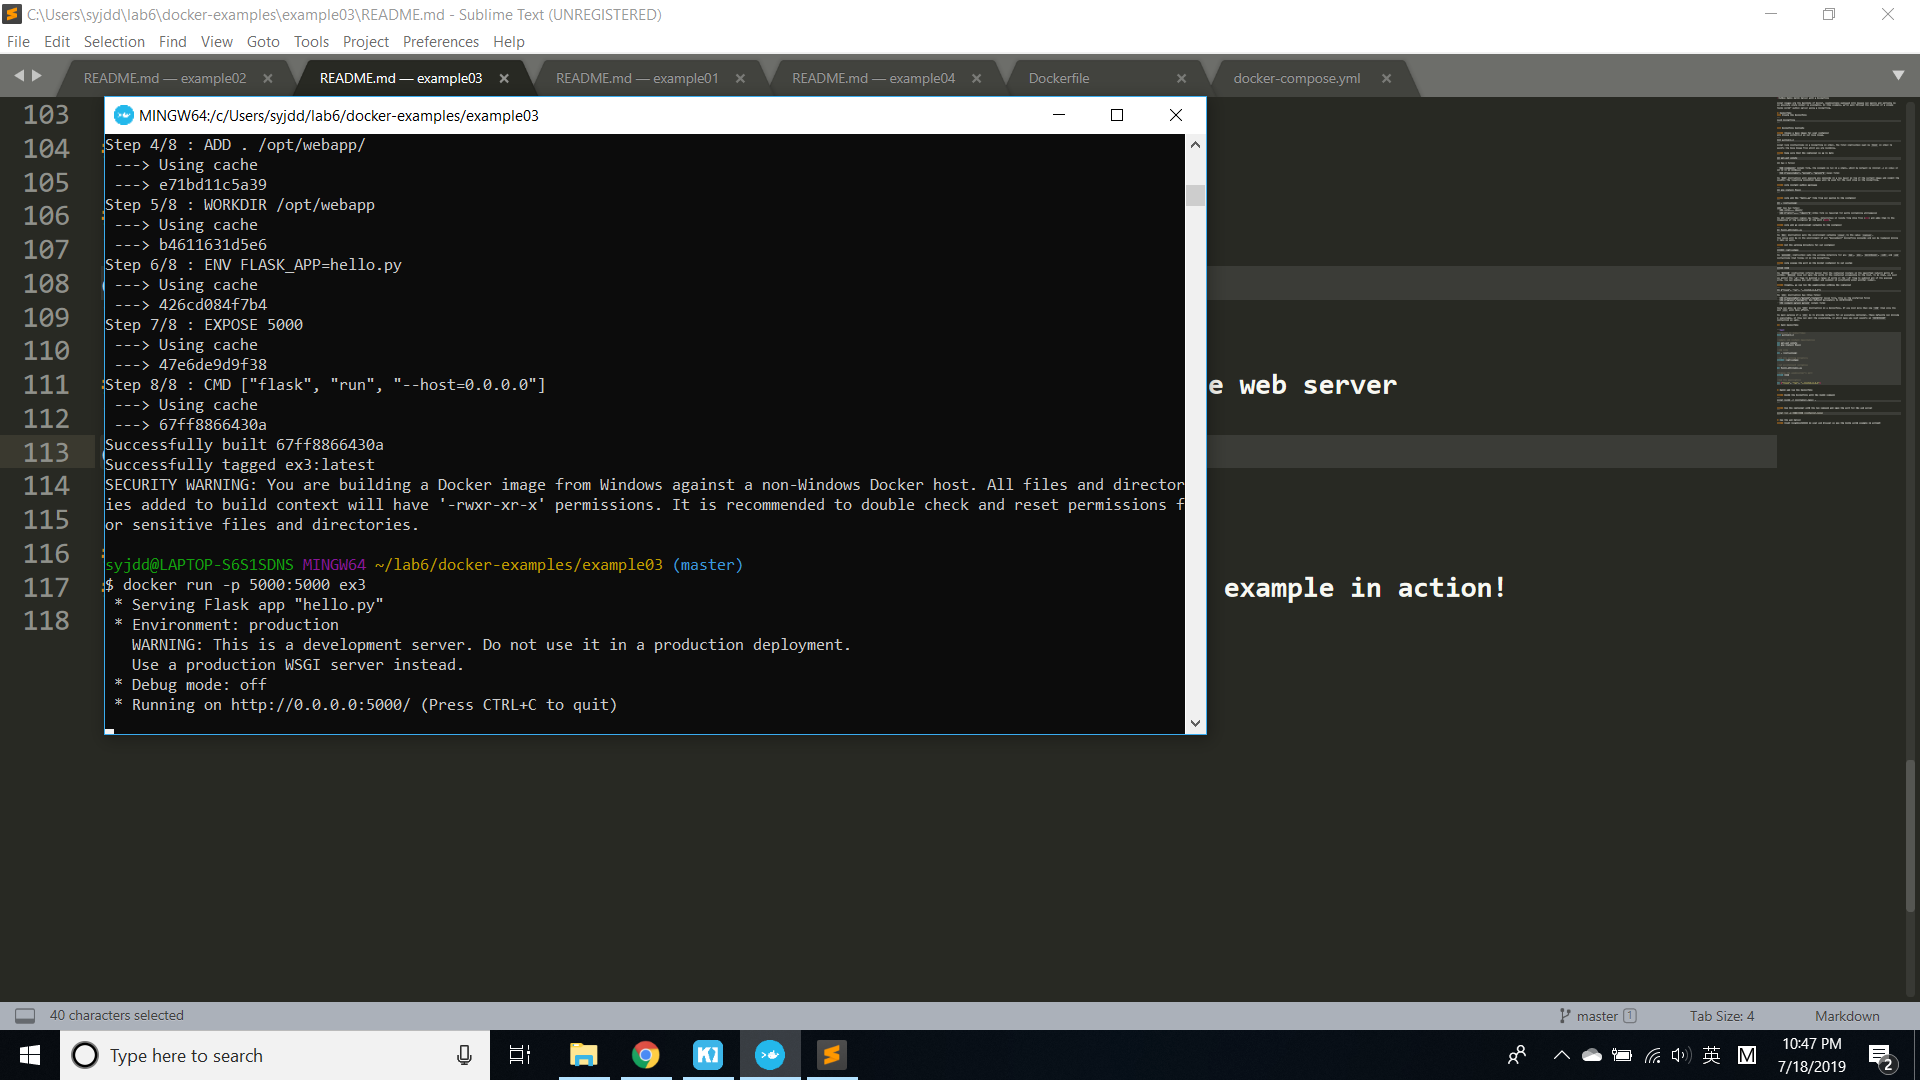 C:\Users\syjdd\lab6\docker-examples\example03\README.md - Sublime Text (UNREGISTERED)
File Edit Selection Find View Goto Tools Project Preferences Help
README.md — example02
README.md — example03
README.md — example01
README.md — example04
Dockerfile
docker-compose.yml
MINGW64:/c/Users/syjdd/lab6/docker-examples/example03
Step 4/8 : ADD . /opt/webapp/
---> Using cache
---> e71bd11c5a39
Step 5/8 : WORKDIR /opt/webapp
---> Using cache
---> b4611631d5e6
Step 6/8 : ENV FLASK_APP=hello.py
---> Using cache
---> 426cd084f7b4
Step 7/8 : EXPOSE 5000
---> Using cache
---> 47e6de9d9f38
Step 8/8 : CMD ["flask", "run", "--host=0.0.0.0"]
---> Using cache
---> 67ff8866430a
Successfully built 67ff8866430a
Successfully tagged ex3:latest
SECURITY WARNING: You are building a Docker image from Windows against a non-Windows Docker host. All files and director
ies added to build context will have '-rwxr-xr-x' permissions. It is recommended to double check and reset permissions f
or sensitive files and directories.
syjdd@LAPTOP-S6S1SDNS MINGW64 ~/lab6/docker-examples/example03 (master)
$ docker run -p 5000:5000 ex3
* Serving Flask app "hello.py"
* Environment: production
WARNING: This is a development server. Do not use it in a production deployment.
Use a production WSGI server instead.
* Debug mode: off
* Running on http://0.0.0.0:5000/ (Press CTRL+C to quit)
103
104
105
106
107
108
109
110
111 e web server
112
113
114
115
116
117 example in action!
118
40 characters selected
master 1
Tab Size: 4
Markdown
Type here to search
英
M
10:47 PM
7/18/2019
2